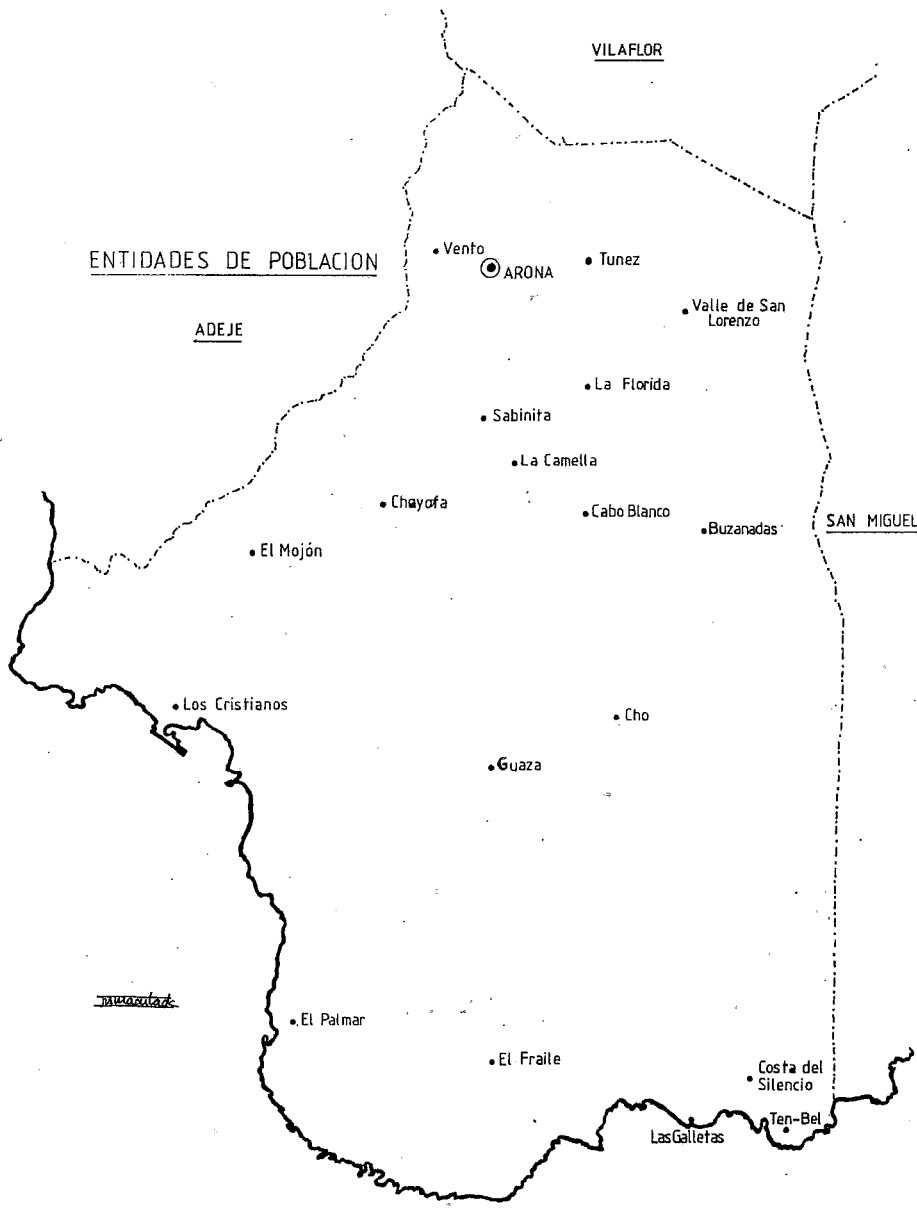 VILAFLOR
ENTIDADES DE POBLACION
Vento
ARONA
Tunez
ADEJE
Valle de San
Lorenzo
La Florida
Sabinita
La Camella
Chayofa
Cabo Blanco
Buzanadas
SAN MIGUEL
El Mojón
Los Cristianos
Cho
Guaza
El Palmar
El Fraile
Costa del
Silencio
Ten-Bel
Las Galletas